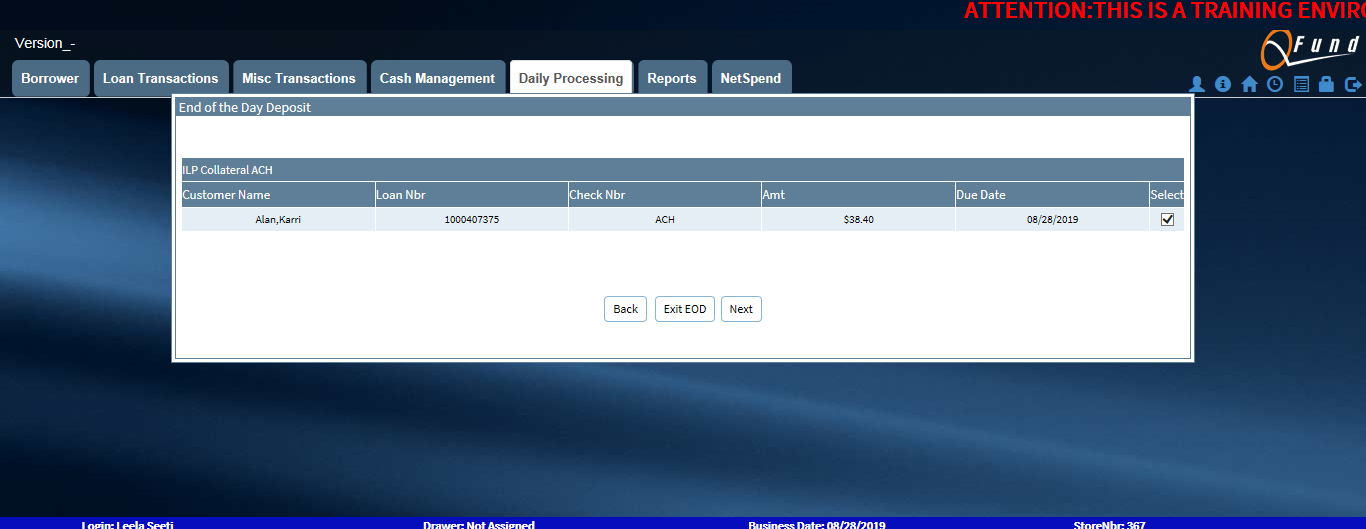 ATTENTION:THIS IS A TRAINING ENVIRO
Version_-
Fund
Borrower Loan Transactions Misc Transactions Cash Management Daily Processing Reports NetSpend
End of the Day Deposit
ILP Collateral ACH
Customer Name Loan Nbr Check Nbr Amt Due Date Select
Alan,Karri 1000407375 ACH $38.40 08/28/2019
Back Exit EOD Next
Login: Leela Seeti Drawer: Not Assigned Business Date: 08/28/2019 StoreNbr: 367